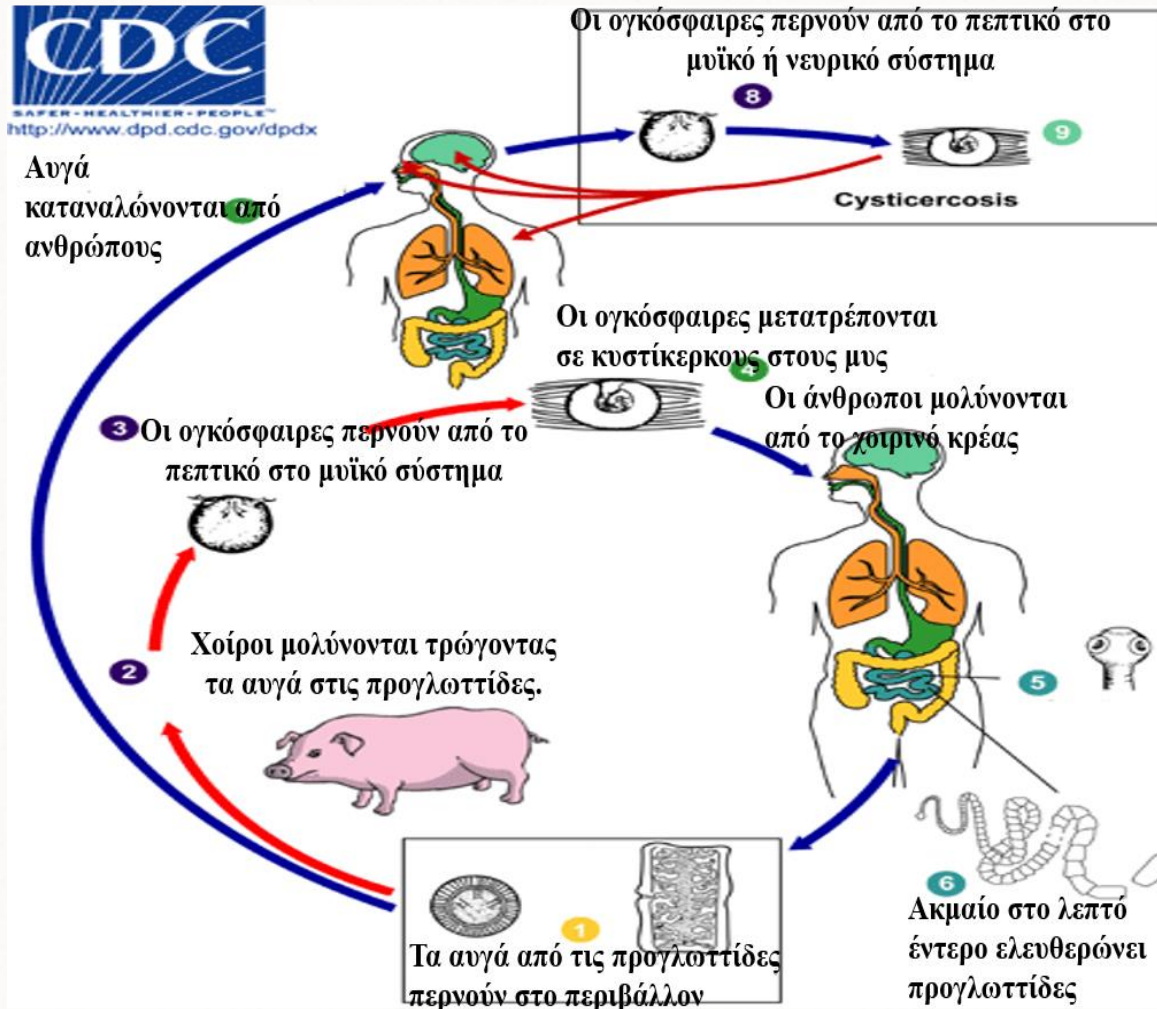 CDC
SAFER•HEALTHIER•PEOPLE™
http://www.dpd.cdc.gov/dpdx
Οι ογκόσφαιρες περνούν από το πεπτικό στο
μυϊκό ή νευρικό σύστημα
8
9
Cysticercosis
Αυγά
καταναλώνονται από
ανθρώπους
Οι ογκόσφαιρες μετατρέπονται
σε κυστίκερκους στους μυς
4
Οι άνθρωποι μολύνονται
από το χοιρινό κρέας
3 Οι ογκόσφαιρες περνούν από το
πεπτικό στο μυϊκό σύστημα
2
Χοίροι μολύνονται τρώγοντας
τα αυγά στις προγλωττίδες.
5
6
Ακμαίο στο λεπτό
έντερο ελευθερώνει
προγλωττίδες
1
Τα αυγά από τις προγλωττίδες
περνούν στο περιβάλλον